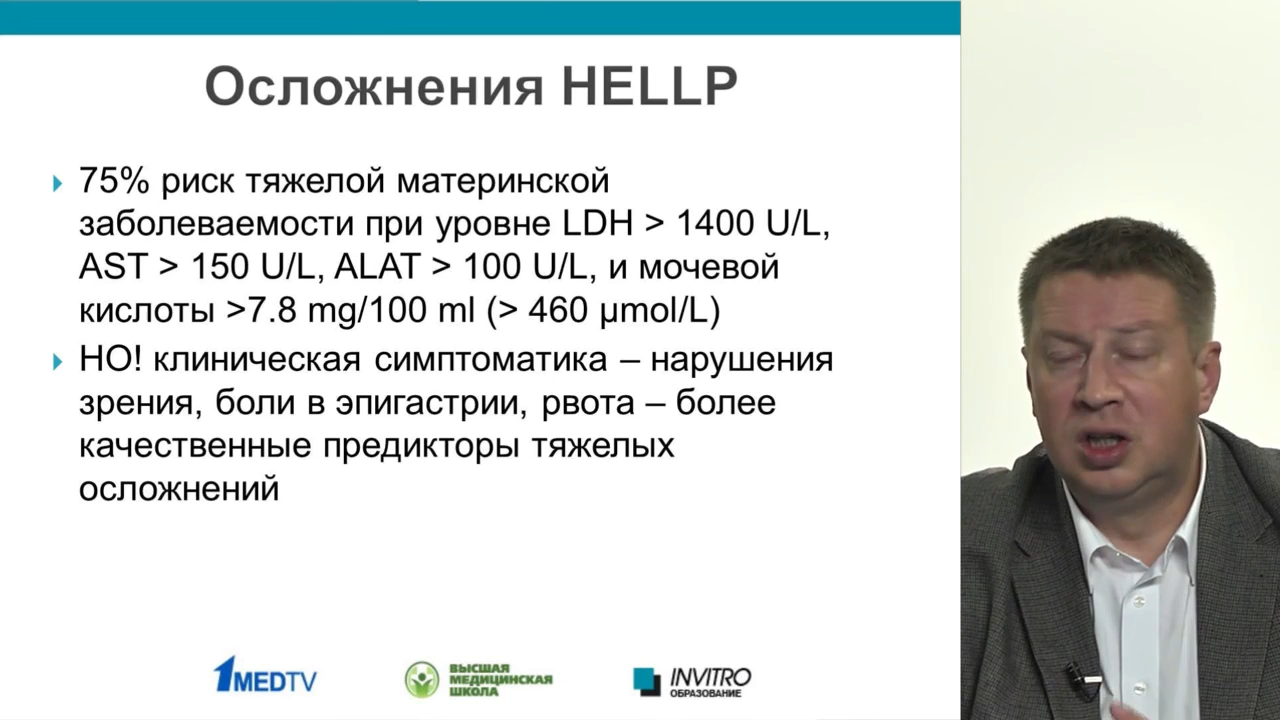 Осложнения HELLP
75% риск тяжелой материнской
заболеваемости при уровне LDH > 1400 U/L,
AST > 150 U/L, ALAT > 100 U/L, и мочевой
кислоты >7.8 mg/100 ml (> 460 μmol/L)
НО! клиническая симптоматика – нарушения
зрения, боли в эпигастрии, рвота – более
качественные предикторы тяжелых
осложнений
1MEDTV
ВЫСШАЯ
МЕДИЦИНСКАЯ
ШКОЛА
INVITRO
ОБРАЗОВАНИЕ